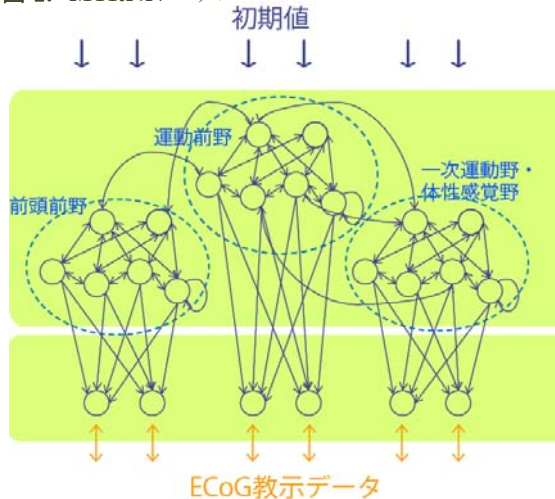 初期値
運動前野
一次運動野・
体性感覚野
前頭前野
ECoG教示データ